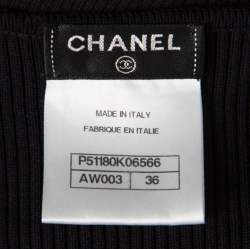 CHANEL
MADE IN ITALY
FABRIQUE EN ITALIE
P51180K06566
AW003 36